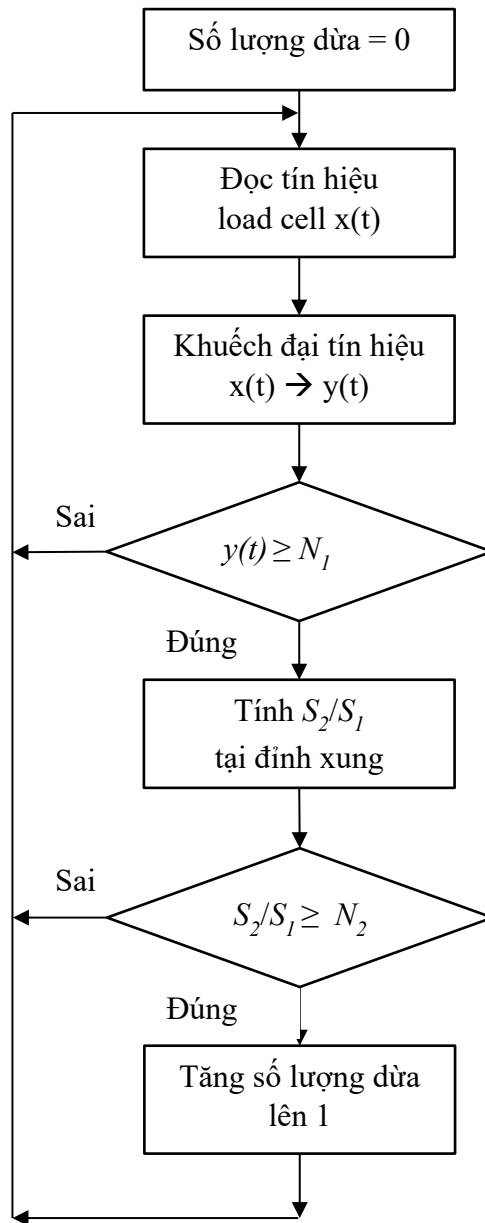 Số lượng dừa = 0
Đọc tín hiệu
load cell x(t)
Khuếch đại tín hiệu
x(t) → y(t)
Sai
y(t) ≥ N₁
Đúng
Tính S₂/S₁
tại đỉnh xung
Sai
S₂/S₁ ≥ N₂
Đúng
Tăng số lượng dừa
lên 1